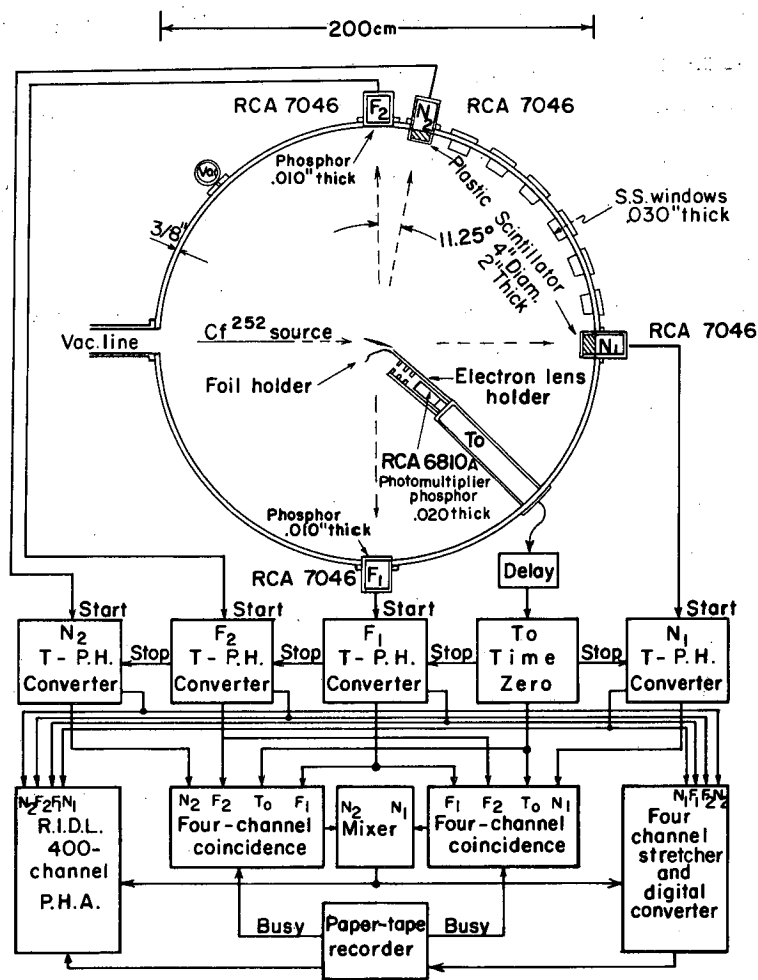 200cm
RCA 7046
F2
N2
RCA 7046
Phosphor
.010" thick
Vac
Plastic Scintillator
4" Diam.
2" Thick
S.S. windows
.030" thick
3/8"
11.25°
RCA 7046
N1
Vac. line
Cf 252 source
Foil holder
Electron lens
holder
To
RCA 6810A
Photomultiplier
phosphor
.020 thick
Phosphor
.010" thick
RCA 7046
F1
Delay
Start
Start
Start
Start
N2
T - P.H.
Converter
Stop
F2
T - P.H.
Converter
Stop
F1
T - P.H.
Converter
Stop
To
Time
Zero
Stop
N1
T - P.H.
Converter
N2 F2 F1 N1
R.I.D.L.
400-
channel
P.H.A.
N2 F2 To F1
Four-channel
coincidence
N2 N1
Mixer
F1 F2 To N1
Four-channel
coincidence
N1 F1 F2 N2
Four
channel
stretcher
and
digital
converter
Busy
Paper-tape
recorder
Busy